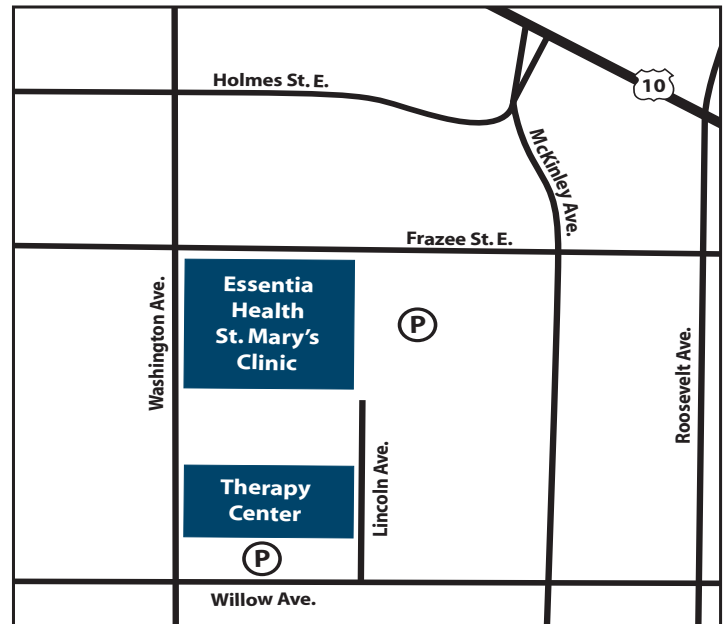 Holmes St. E.
10
McKinley Ave.
Frazee St. E.
Washington Ave.
Essentia
Health
St. Mary's
Clinic
P
Roosevelt Ave.
Lincoln Ave.
Therapy
Center
P
Willow Ave.